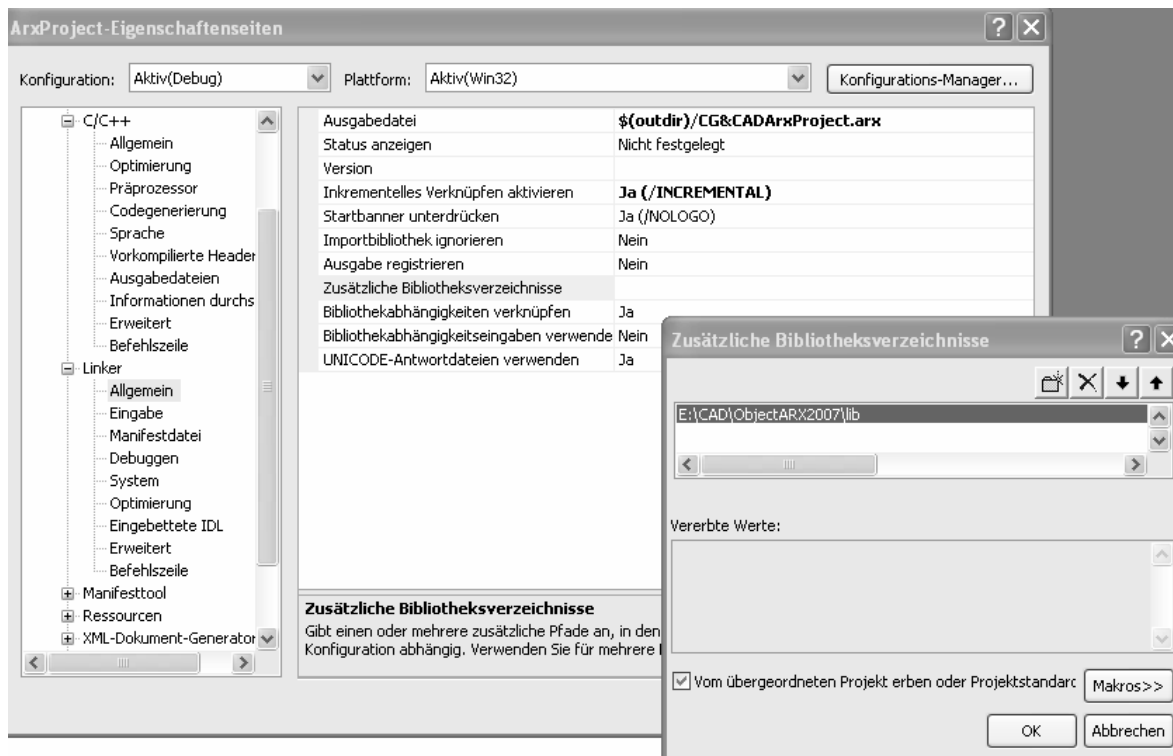 ArxProject-Eigenschaftenseiten
Konfiguration: Aktiv(Debug) Plattform: Aktiv(Win32) Konfigurations-Manager...
C/C++
Allgemein
Optimierung
Präprozessor
Codegenerierung
Sprache
Vorkompilierte Header
Ausgabedateien
Informationen durchs
Erweitert
Befehlszeile
Linker
Allgemein
Eingabe
Manifestdatei
Debuggen
System
Optimierung
Eingebettete IDL
Erweitert
Befehlszeile
Manifesttool
Ressourcen
XML-Dokument-Generator
Ausgabedatei $(outdir)/CG&CADArxProject.arx
Status anzeigen Nicht festgelegt
Version
Inkrementelles Verknüpfen aktivieren Ja (/INCREMENTAL)
Startbanner unterdrücken Ja (/NOLOGO)
Importbibliothek ignorieren Nein
Ausgabe registrieren Nein
Zusätzliche Bibliotheksverzeichnisse
Bibliothekabhängigkeiten verknüpfen Ja
Bibliothekabhängigkeitseingaben verwende Nein
UNICODE-Antwortdateien verwenden Ja
Zusätzliche Bibliotheksverzeichnisse
Gibt einen oder mehrere zusätzliche Pfade an, in den
Konfiguration abhängig. Verwenden Sie für mehrere
Zusätzliche Bibliotheksverzeichnisse
E:\CAD\ObjectARX2007\lib
Vererbte Werte:
Vom übergeordneten Projekt erben oder Projektstandard Makros>>
OK Abbrechen